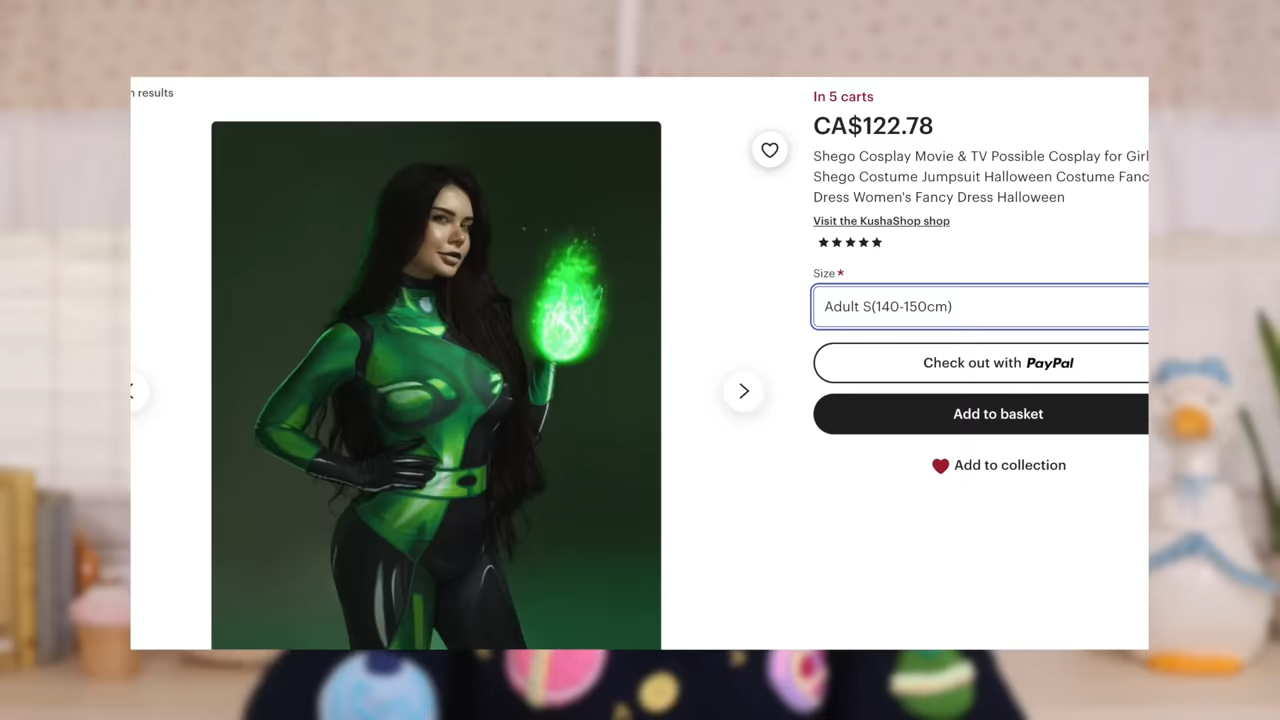 results
In 5 carts
CA$122.78
Shego Cosplay Movie & TV Possible Cosplay for Girl
Shego Costume Jumpsuit Halloween Costume Fanc
Dress Women's Fancy Dress Halloween
Visit the KushaShop shop
Size*
Adult S(140-150cm)
Check out with PayPal
Add to basket
Add to collection